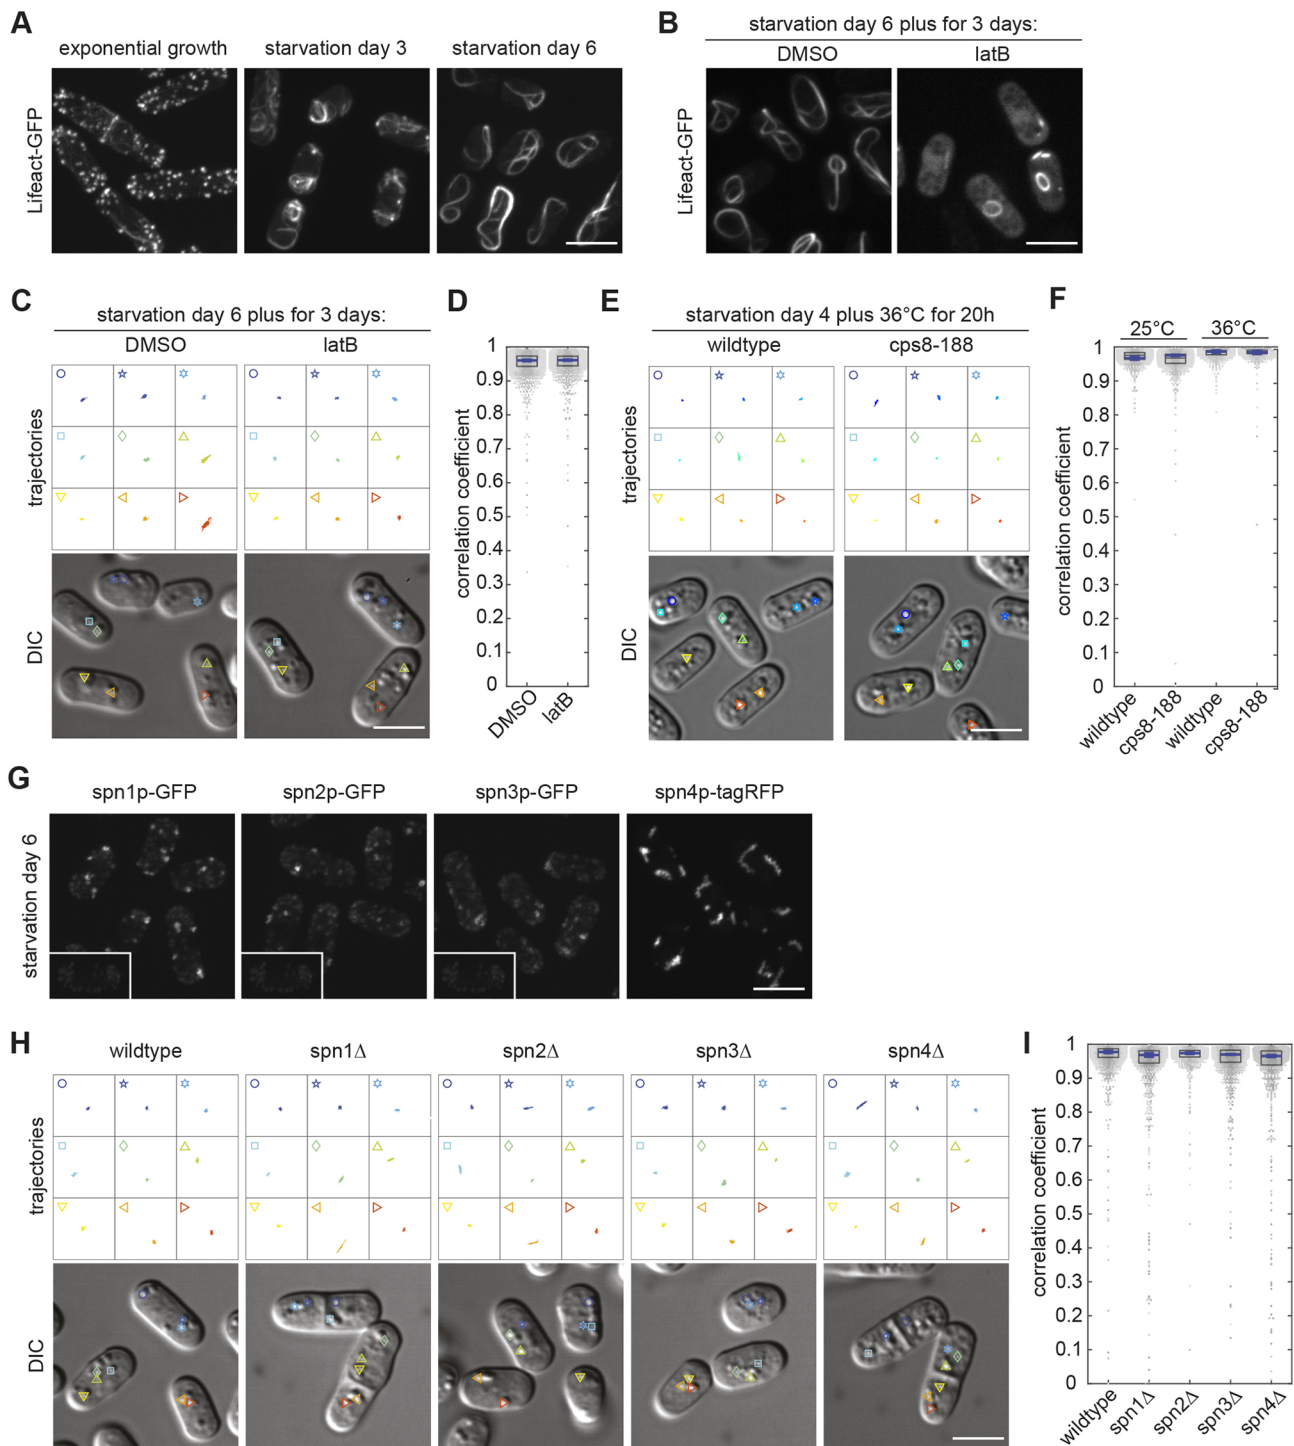 A
exponential growth
starvation day 3
starvation day 6
Lifeact-GFP
B
starvation day 6 plus for 3 days:
DMSO
latB
Lifeact-GFP
C
starvation day 6 plus for 3 days:
DMSO
latB
trajectories
DIC
D
correlation coefficient
1
0.9
0.8
0.7
0.6
0.5
0.4
0.3
0.2
0.1
0
DMSO
latB
E
starvation day 4 plus 36°C for 20h
wildtype
cps8-188
trajectories
DIC
F
25°C
36°C
correlation coefficient
1
0.9
0.8
0.7
0.6
0.5
0.4
0.3
0.2
0.1
0
wildtype
cps8-188
wildtype
cps8-188
G
spn1p-GFP
spn2p-GFP
spn3p-GFP
spn4p-tagRFP
starvation day 6
H
wildtype
spn1Δ
spn2Δ
spn3Δ
spn4Δ
trajectories
DIC
I
correlation coefficient
1
0.9
0.8
0.7
0.6
0.5
0.4
0.3
0.2
0.1
0
wildtype
spn1Δ
spn2Δ
spn3Δ
spn4Δ